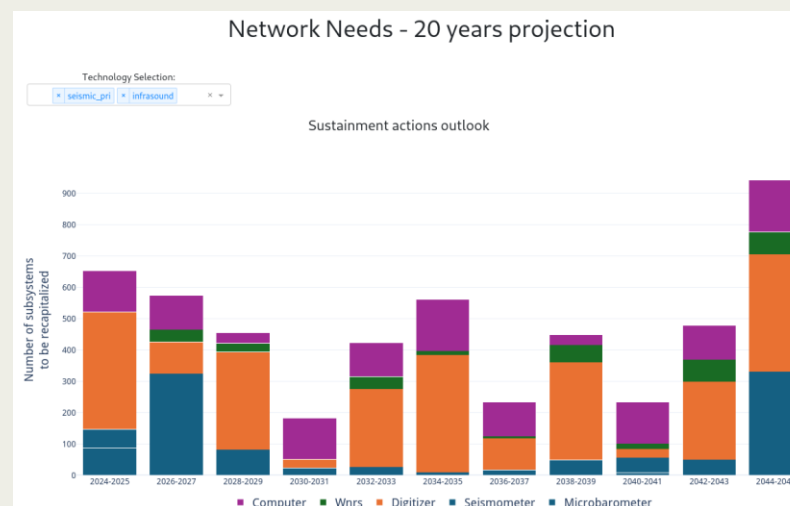 Network Needs - 20 years projection
Technology Selection:
× seismic_pri × infrasound ×
Sustainment actions outlook
Number of subsystems
to be recapitalized
900
800
700
600
500
400
300
200
100
0
2024-2025 2026-2027 2028-2029 2030-2031 2032-2033 2034-2035 2036-2037 2038-2039 2040-2041 2042-2043
Computer Wnrs Digitizer Seismometer Microbarometer